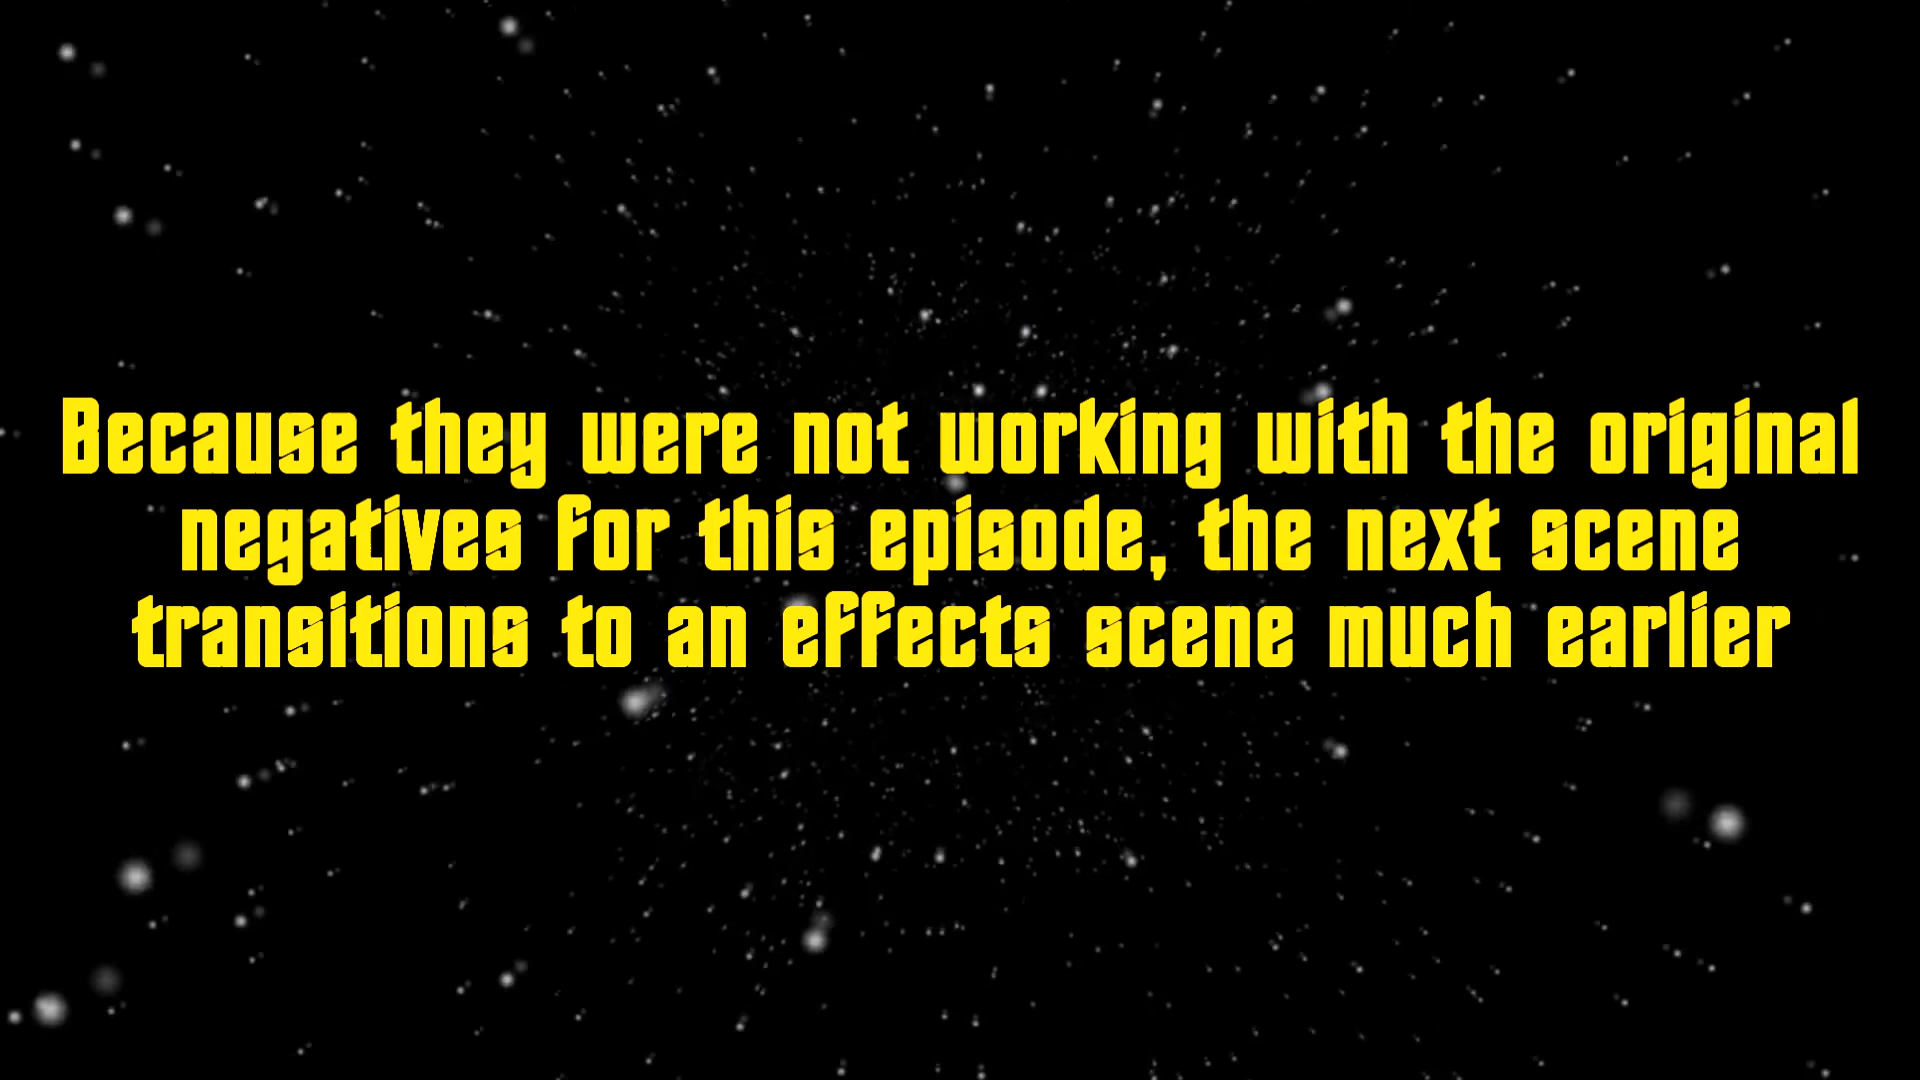 Because they were not working with the original
negatives for this episode, the next scene
transitions to an effects scene much earlier